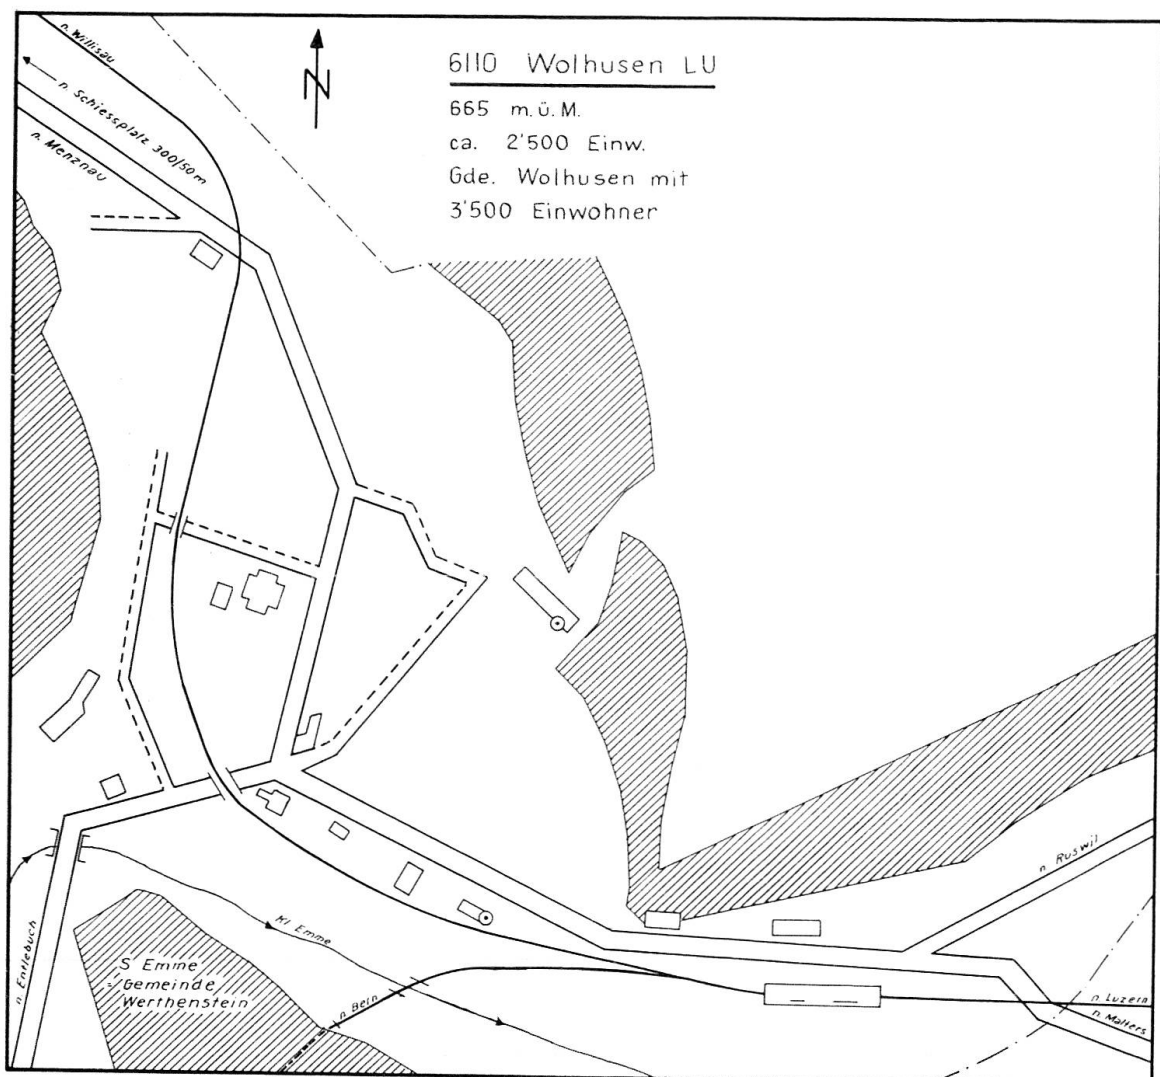 6110 Wolhusen LU
665 m.ü.M.
ca. 2'500 Einw.
Gde. Wolhusen mit
3'500 Einwohner
n. Willisau
n. Schiessplatz 300/50m
n. Menznau
N
n. Ruswil
n. Entlebuch
Kl. Emme
S Emme
= Gemeinde
Werthenstein
n. Bern
n. Luzern
n. Malters